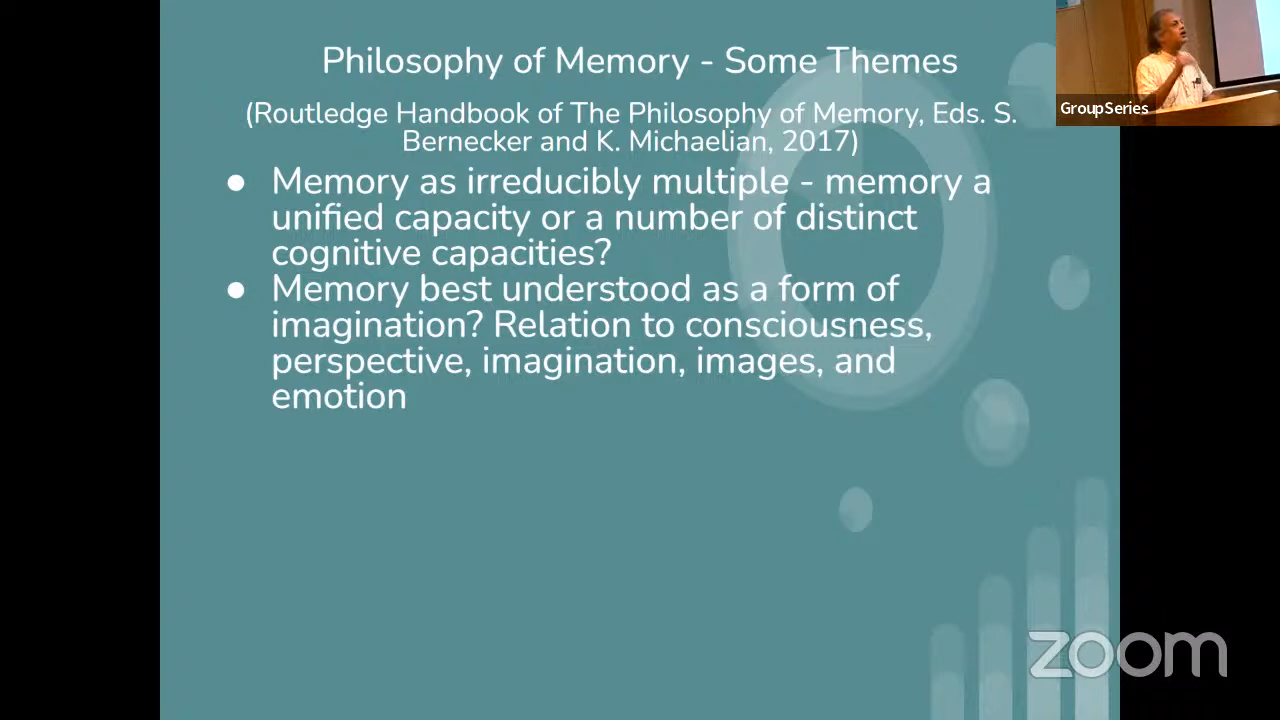 Philosophy of Memory - Some Themes
(Routledge Handbook of The Philosophy of Memory, Eds. S.
Bernecker and K. Michaelian, 2017)
● Memory as irreducibly multiple - memory a
unified capacity or a number of distinct
cognitive capacities?
● Memory best understood as a form of
imagination? Relation to consciousness,
perspective, imagination, images, and
emotion
GroupSeries
zoom